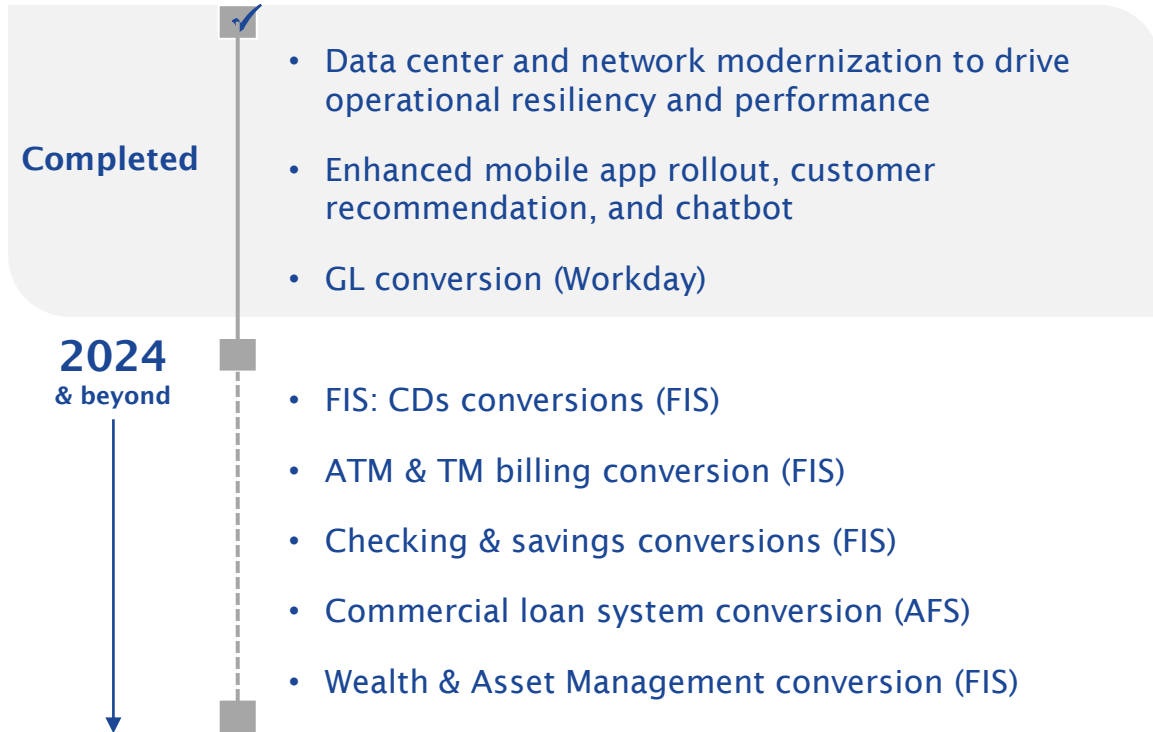 • Data center and network modernization to drive
operational resiliency and performance
Completed
• Enhanced mobile app rollout, customer
recommendation, and chatbot
• GL conversion (Workday)
2024
& beyond
• FIS: CDs conversions (FIS)
• ATM & TM billing conversion (FIS)
• Checking & savings conversions (FIS)
• Commercial loan system conversion (AFS)
• Wealth & Asset Management conversion (FIS)